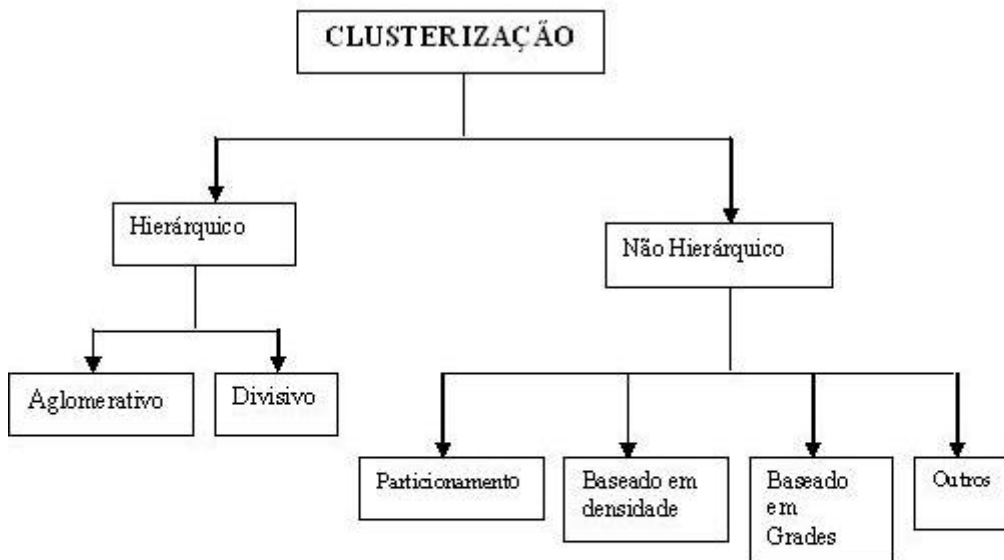 CLUSTERIZAÇÃO
Hierárquico
Não Hierárquico
Aglomerativo
Divisivo
Particionamento
Baseado em
densidade
Baseado
em
Grades
Outros